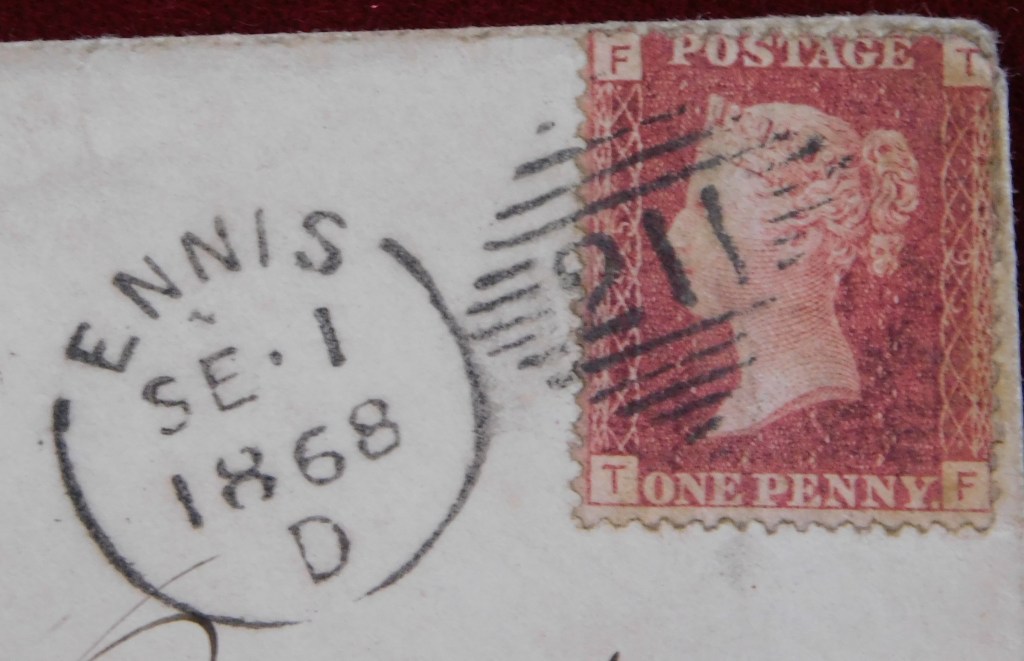 ENNIS
SE · 1
1868
D
211
F POSTAGE T
T ONE PENNY. F